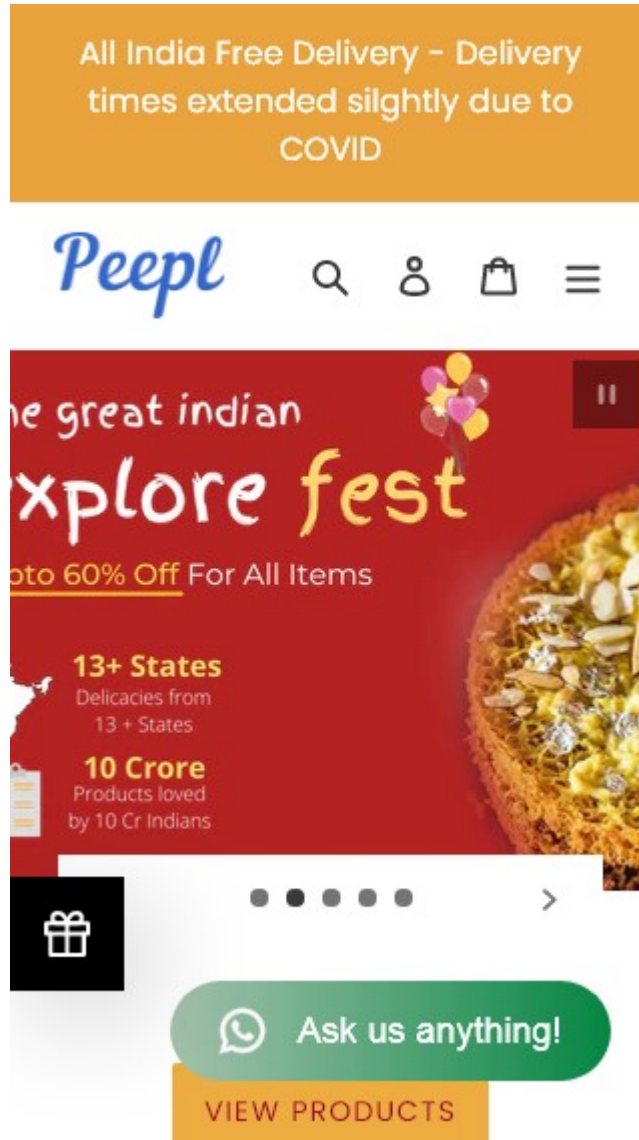 All India Free Delivery - Delivery
times extended silghtly due to
COVID
Peepl
great indian
xplore fest
60% Off For All Items
13+ States
Delicacies from
13 + States
10 Crore
Products loved
by 10 Cr Indians
Ask us anything!
VIEW PRODUCTS